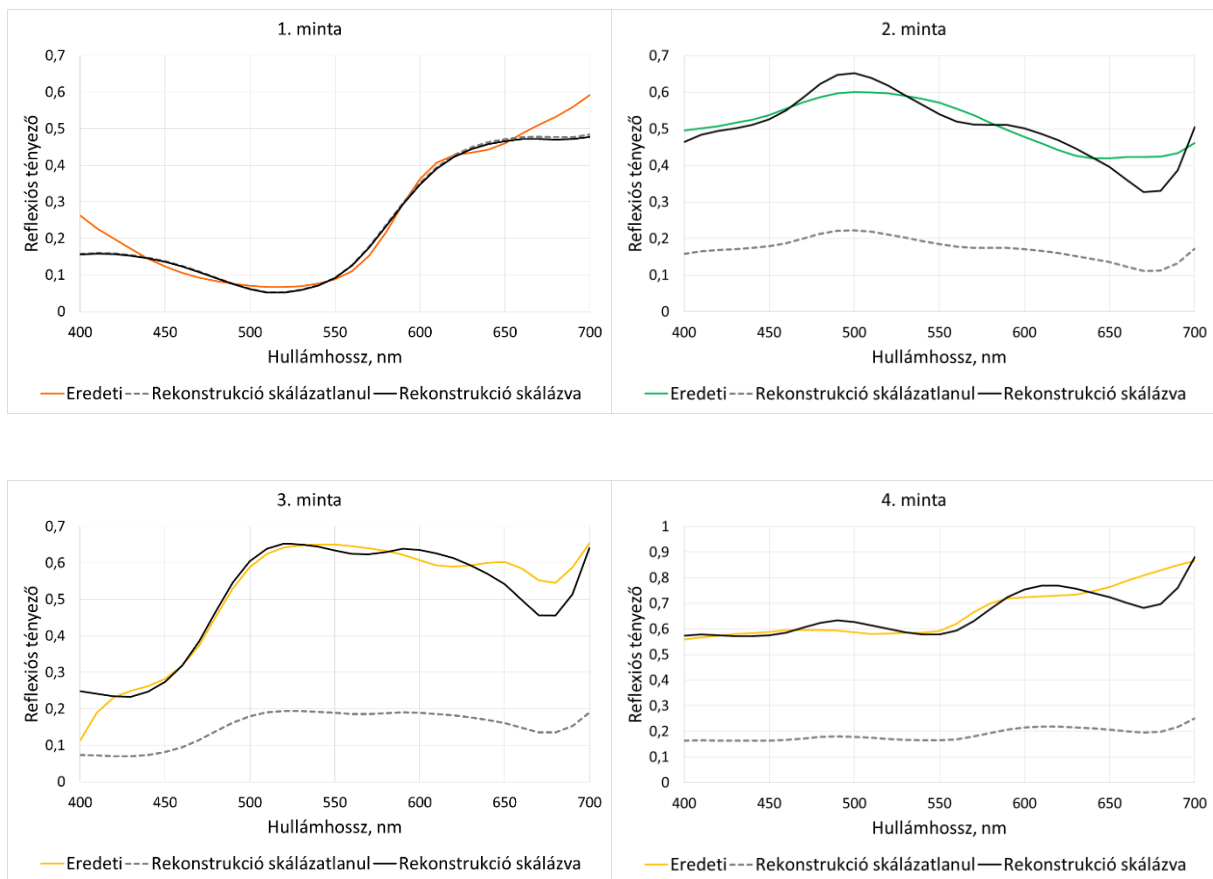 1. minta
0,7
0,6
0,5
0,4
0,3
0,2
0,1
0
Reflexiós tényező
400 450 500 550 600 650 700
Hullámhossz, nm
Eredeti Rekonstrukció skálázatlanul Rekonstrukció skálázva
2. minta
0,7
0,6
0,5
0,4
0,3
0,2
0,1
0
Reflexiós tényező
400 450 500 550 600 650 700
Hullámhossz, nm
Eredeti Rekonstrukció skálázatlanul Rekonstrukció skálázva
3. minta
0,7
0,6
0,5
0,4
0,3
0,2
0,1
0
Reflexiós tényező
400 450 500 550 600 650 700
Hullámhossz, nm
Eredeti Rekonstrukció skálázatlanul Rekonstrukció skálázva
4. minta
1
0,9
0,8
0,7
0,6
0,5
0,4
0,3
0,2
0,1
0
Reflexiós tényező
400 450 500 550 600 650 700
Hullámhossz, nm
Eredeti Rekonstrukció skálázatlanul Rekonstrukció skálázva